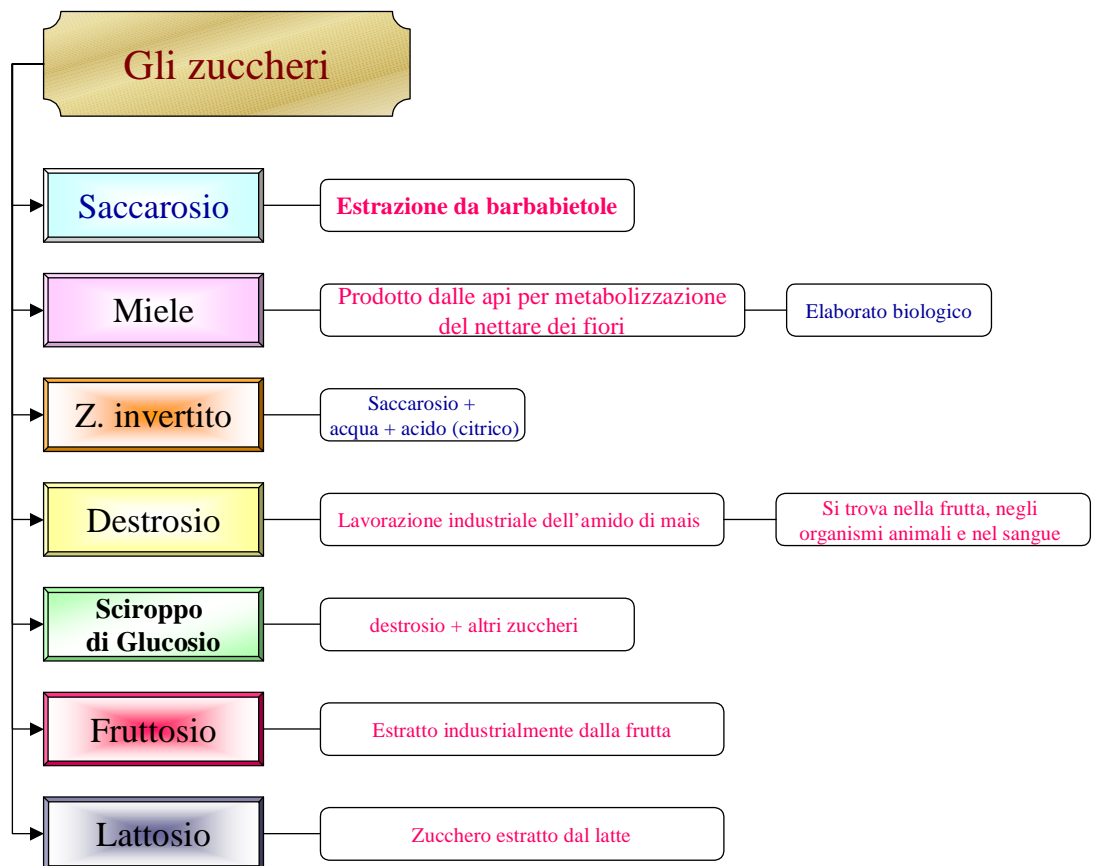 Gli zuccheri
Saccarosio
Estrazione da barbabietole
Miele
Prodotto dalle api per metabolizzazione
del nettare dei fiori
Elaborato biologico
Z. invertito
Saccarosio +
acqua + acido (citrico)
Destrosio
Lavorazione industriale dell’amido di mais
Si trova nella frutta, negli
organismi animali e nel sangue
Sciroppo
di Glucosio
destrosio + altri zuccheri
Fruttosio
Estratto industrialmente dalla frutta
Lattosio
Zucchero estratto dal latte